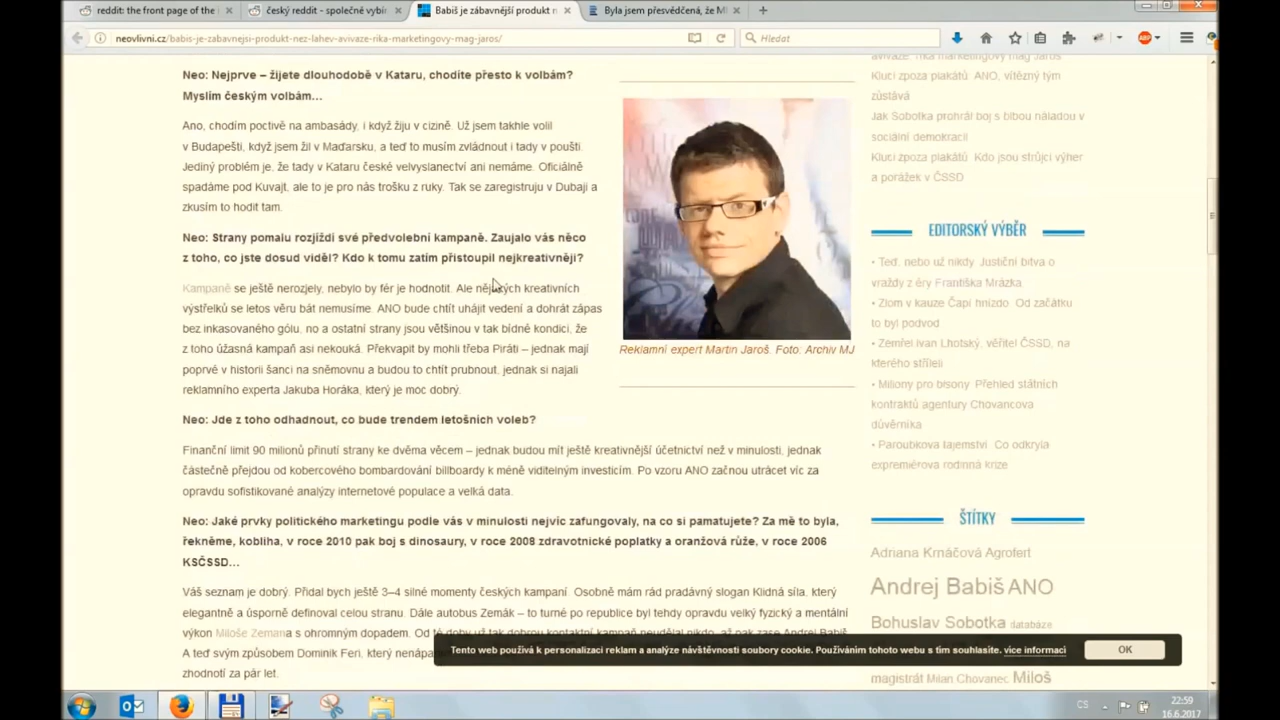 reddit: the front page of the i
český reddit - společně vybír
Babiš je zábavnější produkt n
Byla jsem přesvědčená, že M
neovlivni.cz/babis-je-zabavnejsi-produkt-nez-lahev-avivaze-rika-marketingovy-mag-jaros/
Hledat
ABP
Neo: Nejprve – žijete dlouhodobě v Kataru, chodíte přesto k volbám?
Myslím českým volbám…
Ano, chodím poctivě na ambasády, i když žiju v cizině. Už jsem takhle volil
v Budapešti, když jsem žil v Maďarsku, a teď to musím zvládnout i tady v poušti.
Jediný problém je, že tady v Kataru české velvyslanectví ani nemáme. Oficiálně
spadáme pod Kuvajt, ale to je pro nás trošku z ruky. Tak se zaregistruju v Dubaji a
zkusím to hodit tam.
Neo: Strany pomalu rozjíždí své předvolební kampaně. Zaujalo vás něco
z toho, co jste dosud viděl? Kdo k tomu zatím přistoupil nejkreativněji?
Kampaně se ještě nerozjely, nebylo by fér je hodnotit. Ale nějakých kreativních
výstřelků se letos věru bát nemusíme. ANO bude chtít uhájit vedení a dohrát zápas
bez inkasovaného gólu, no a ostatní strany jsou většinou v tak bídné kondici, že
z toho úžasná kampaň asi nekouká. Překvapit by mohli třeba Piráti – jednak mají
poprvé v historii šanci na sněmovnu a budou to chtít prubnout, jednak si najali
reklamního experta Jakuba Horáka, který je moc dobrý.
Reklamní expert Martin Jaroš. Foto: Archiv MJ
Neo: Jde z toho odhadnout, co bude trendem letošních voleb?
Finanční limit 90 milionů přinutí strany ke dvěma věcem – jednak budou mít ještě kreativnější účetnictví než v minulosti, jednak
částečně přejdou od kobercového bombardování billboardy k méně viditelným investicím. Po vzoru ANO začnou utrácet víc za
opravdu sofistikované analýzy internetové populace a velká data.
Neo: Jaké prvky politického marketingu podle vás v minulosti nejvíc zafungovaly, na co si pamatujete? Za mě to byla,
řekněme, kobliha, v roce 2010 pak boj s dinosaury, v roce 2008 zdravotnické poplatky a oranžová růže, v roce 2006
KSČSSD…
Váš seznam je dobrý. Přidal bych ještě 3–4 silné momenty českých kampaní. Osobně mám rád pradávný slogan Klidná síla, který
elegantně a úsporně definoval celou stranu. Dále autobus Zemák – to turné po republice byl tehdy opravdu velký fyzický a mentální
výkon Miloše Zemana s ohromným dopadem. Od té doby už tak dobrou kontaktní kampaň neudělal nikdo, až pak zase Andrej Babiš.
A teď svým způsobem Dominik Feri, který nenápa
zhodnotí za pár let.
avivaze říká marketingový mág Jaroš
Kluci zpoza plakátů ANO, vítězný tým
zůstává
Jak Sobotka prohrál boj s blbou náladou v
sociální demokracii
Kluci zpoza plakátů Kdo jsou strůjci výher
a porážek v ČSSD
EDITORSKÝ VÝBĚR
• Teď, nebo už nikdy Justiční bitva o
vraždy z éry Františka Mrázka
• Zlom v kauze Čapí hnízdo Od začátku
to byl podvod
• Zemřel Ivan Lhotský, věřitel ČSSD, na
kterého stříleli
• Miliony pro bisony Přehled státních
kontraktů agentury Chovancova
důvěrníka
• Paroubkova tajemství Co odkryla
expremiérova rodinná krize
ŠTÍTKY
Adriana Krnáčová Agrofert
Andrej Babiš ANO
Bohuslav Sobotka databáze
magistrát Milan Chovanec Miloš
Tento web používá k personalizaci reklam a analýze návštěvnosti soubory cookie. Používáním tohoto webu s tím souhlasíte. více informací
OK
CS
22:59
16.6.2017